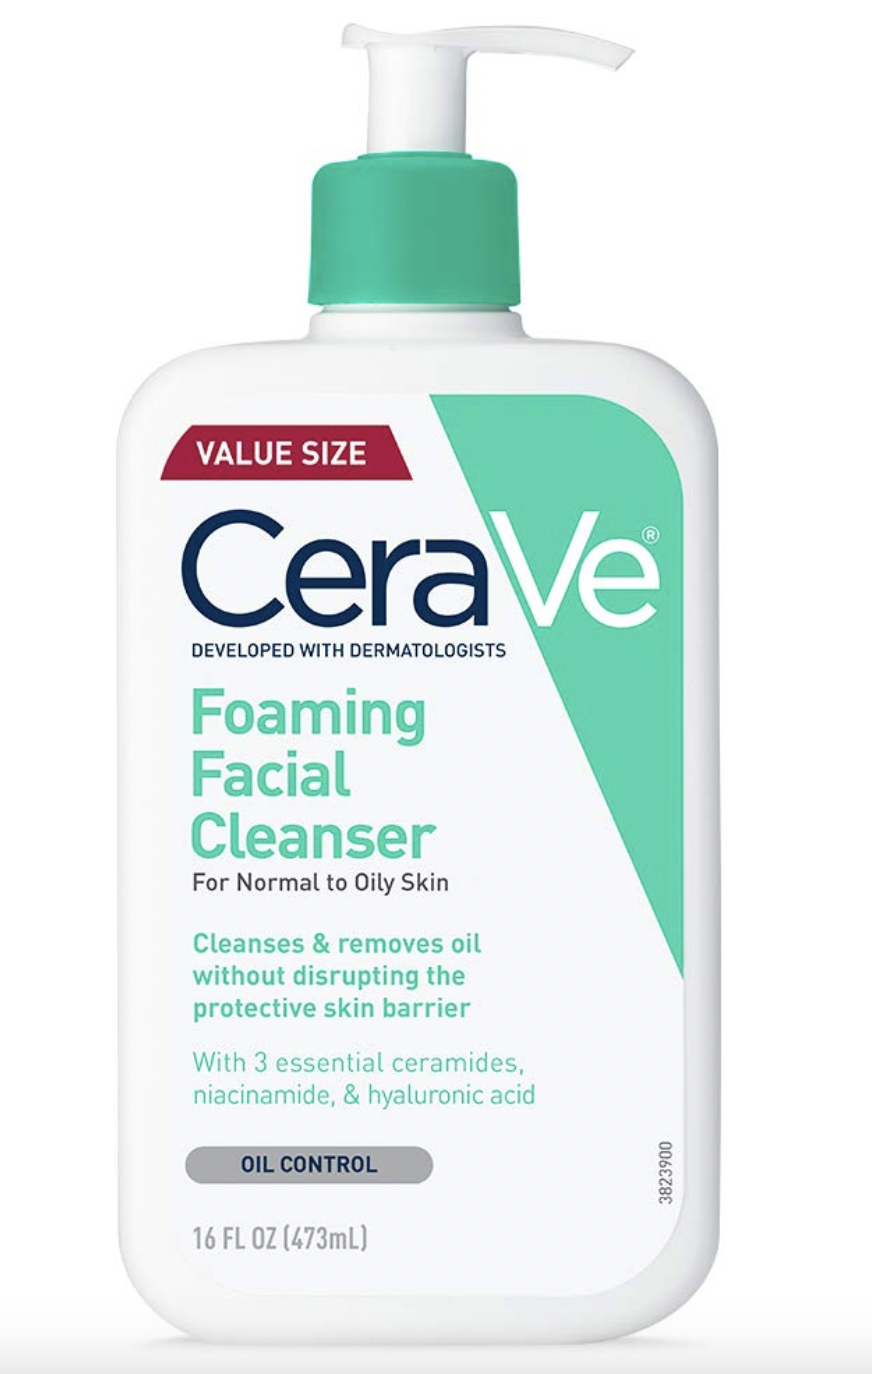 VALUE SIZE
CeraVe®
DEVELOPED WITH DERMATOLOGISTS
Foaming
Facial
Cleanser
For Normal to Oily Skin
Cleanses & removes oil
without disrupting the
protective skin barrier
With 3 essential ceramides,
niacinamide, & hyaluronic acid
OIL CONTROL
3823900
16 FL OZ (473mL)